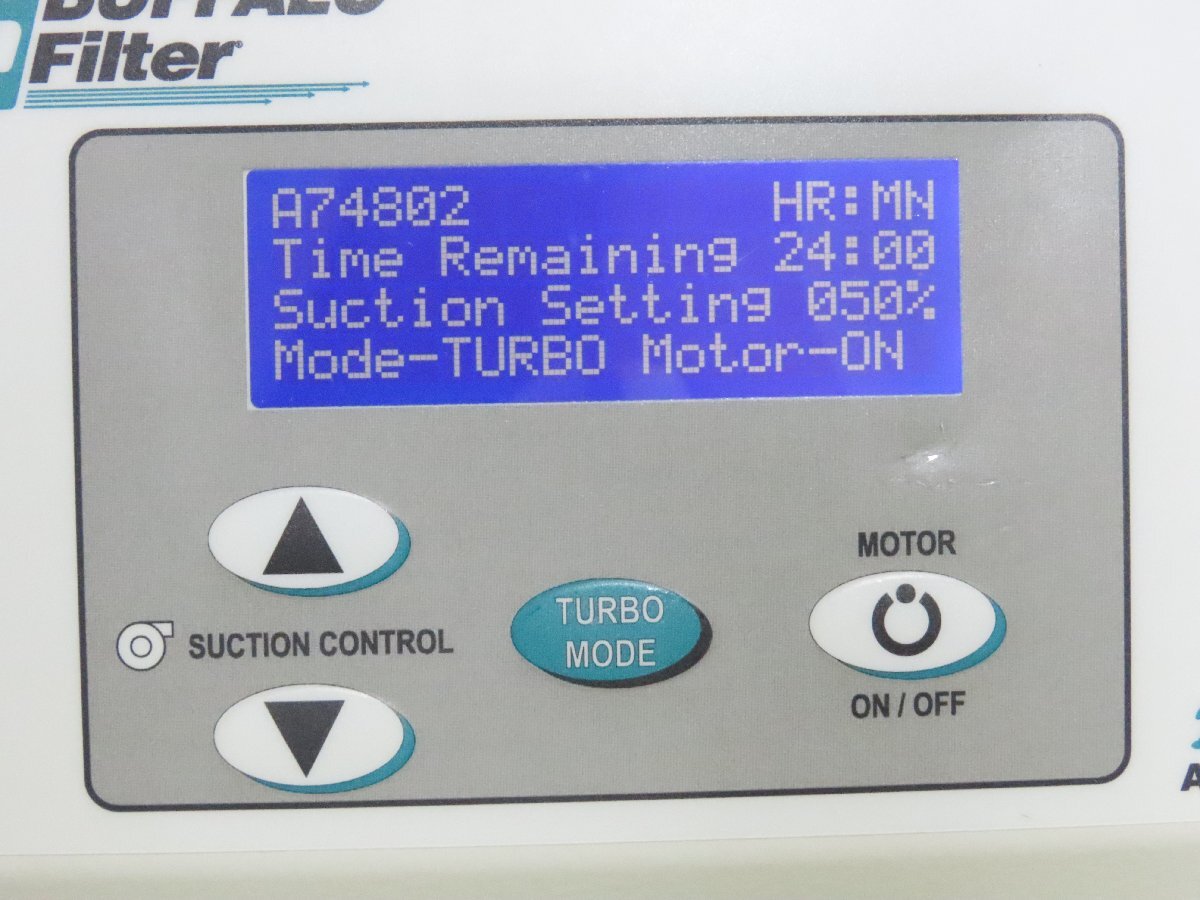 BUFFALO
Filter
A74802 HR:MN
Time Remaining 24:00
Suction Setting 050%
Mode-TURBO Motor-ON
MOTOR
TURBO
MODE
SUCTION CONTROL
ON / OFF